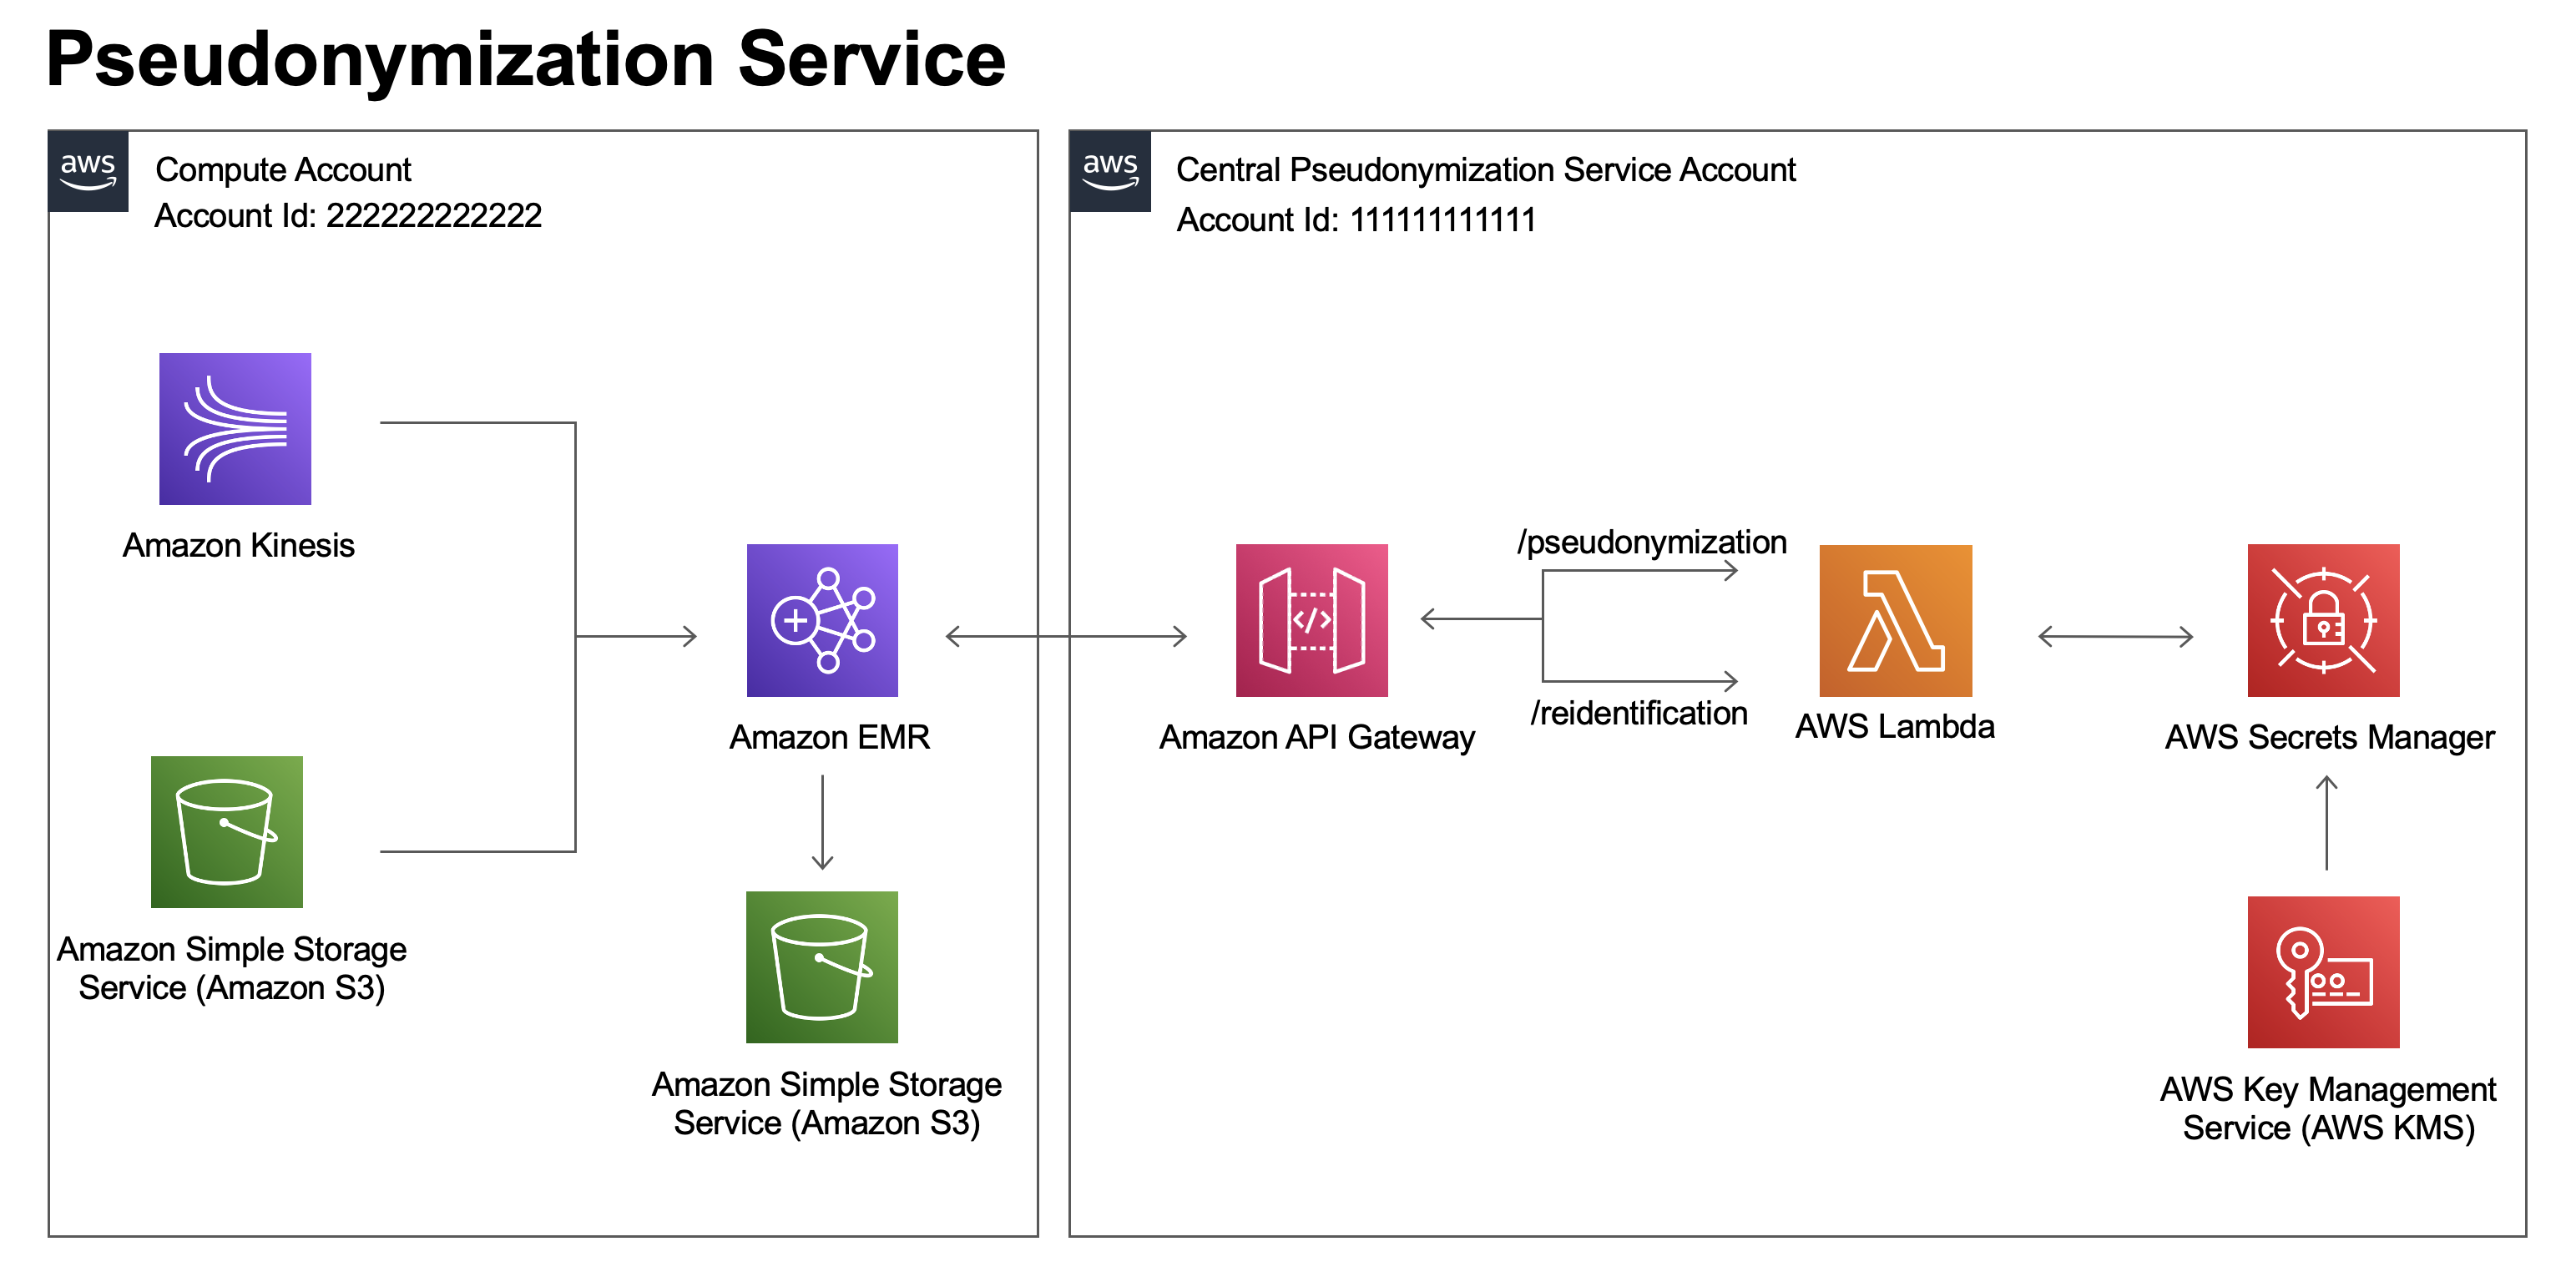 Pseudonymization Service
aws
Compute Account
Account Id: 222222222222
Amazon Kinesis
Amazon Simple Storage
Service (Amazon S3)
Amazon EMR
Amazon Simple Storage
Service (Amazon S3)
aws
Central Pseudonymization Service Account
Account Id: 111111111111
Amazon API Gateway
/pseudonymization
/reidentification
AWS Lambda
AWS Secrets Manager
AWS Key Management
Service (AWS KMS)